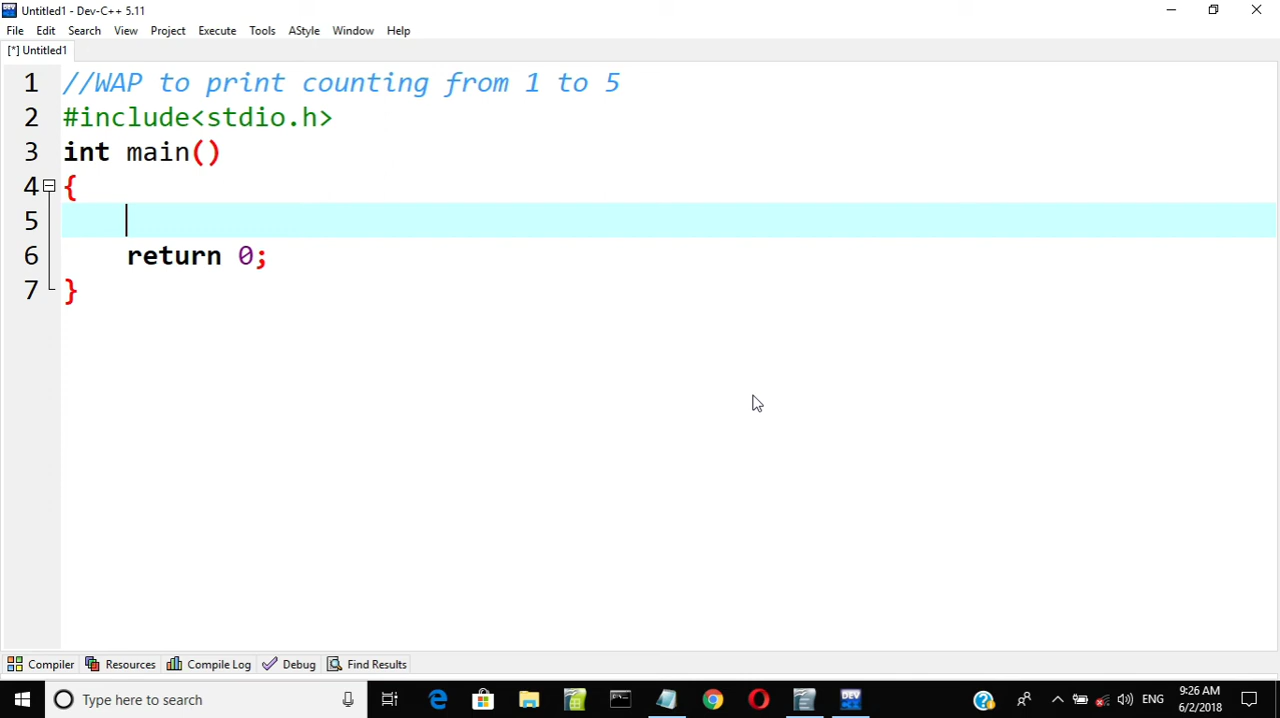 Untitled1 - Dev-C++ 5.11
File Edit Search View Project Execute Tools AStyle Window Help
[*] Untitled1
1 //WAP to print counting from 1 to 5
2 #include<stdio.h>
3 int main()
4 {
5
6 return 0;
7 }
Compiler Resources Compile Log Debug Find Results
Type here to search DEV ENG 9:26 AM
6/2/2018